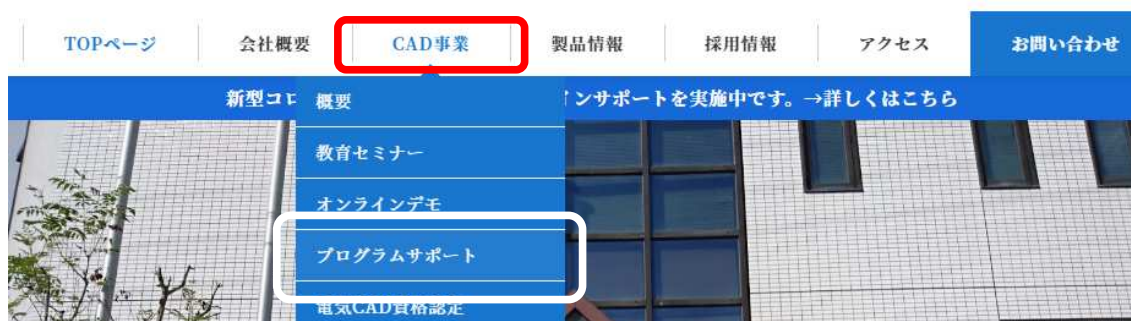 TOPページ 会社概要 CAD事業 製品情報 採用情報 アクセス お問い合わせ
新型コロ ンサポートを実施中です。→詳しくはこちら
概要
教育セミナー
オンラインデモ
プログラムサポート
電気CAD資格認定